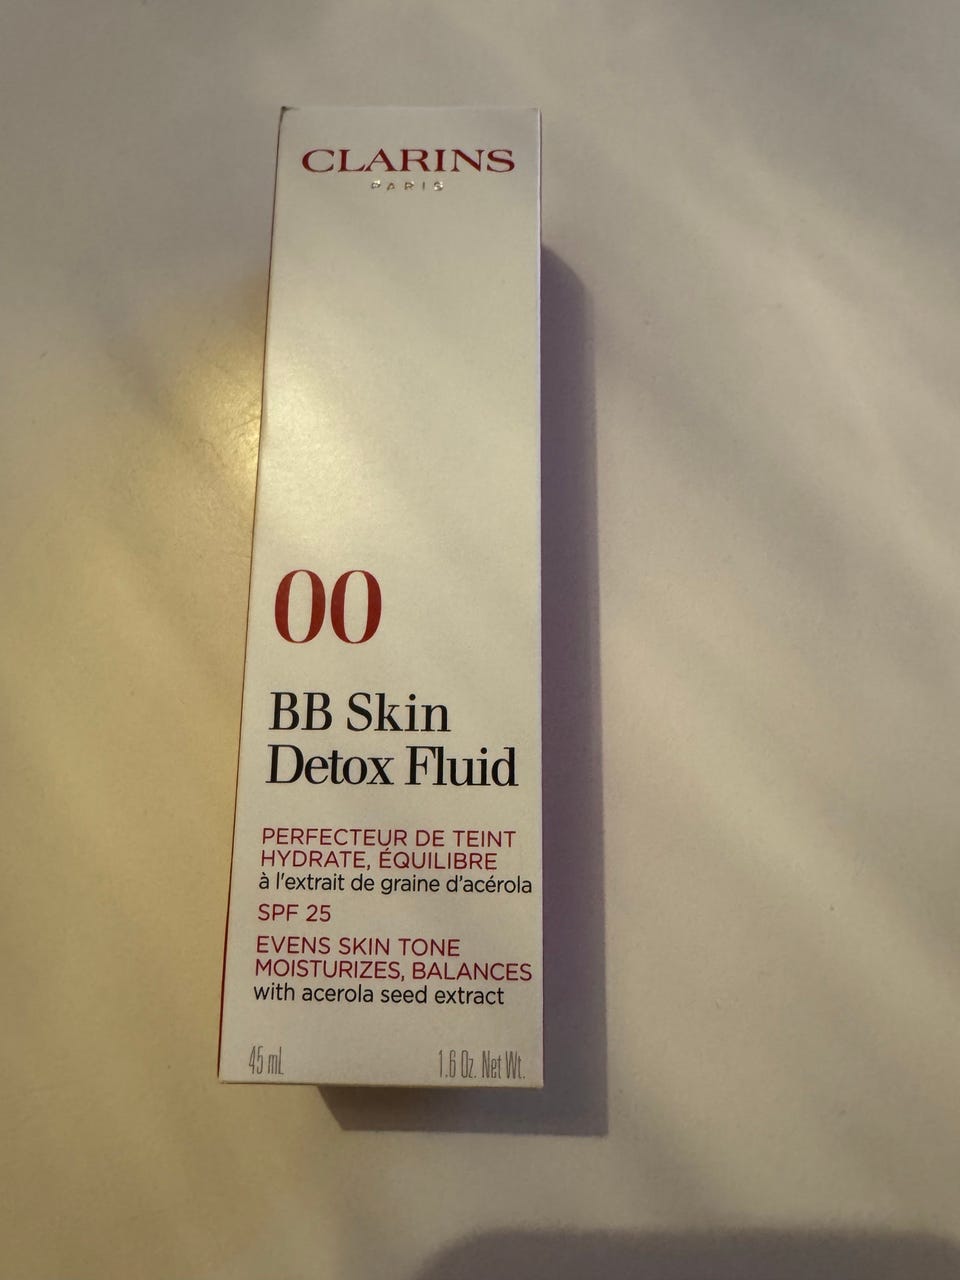 CLARINS
PARIS
00
BB Skin
Detox Fluid
PERFECTEUR DE TEINT
HYDRATE, ÉQUILIBRE
à l'extrait de graine d'acérola
SPF 25
EVENS SKIN TONE
MOISTURIZES, BALANCES
with acerola seed extract
45 mL 1.6 Oz. Net Wt.